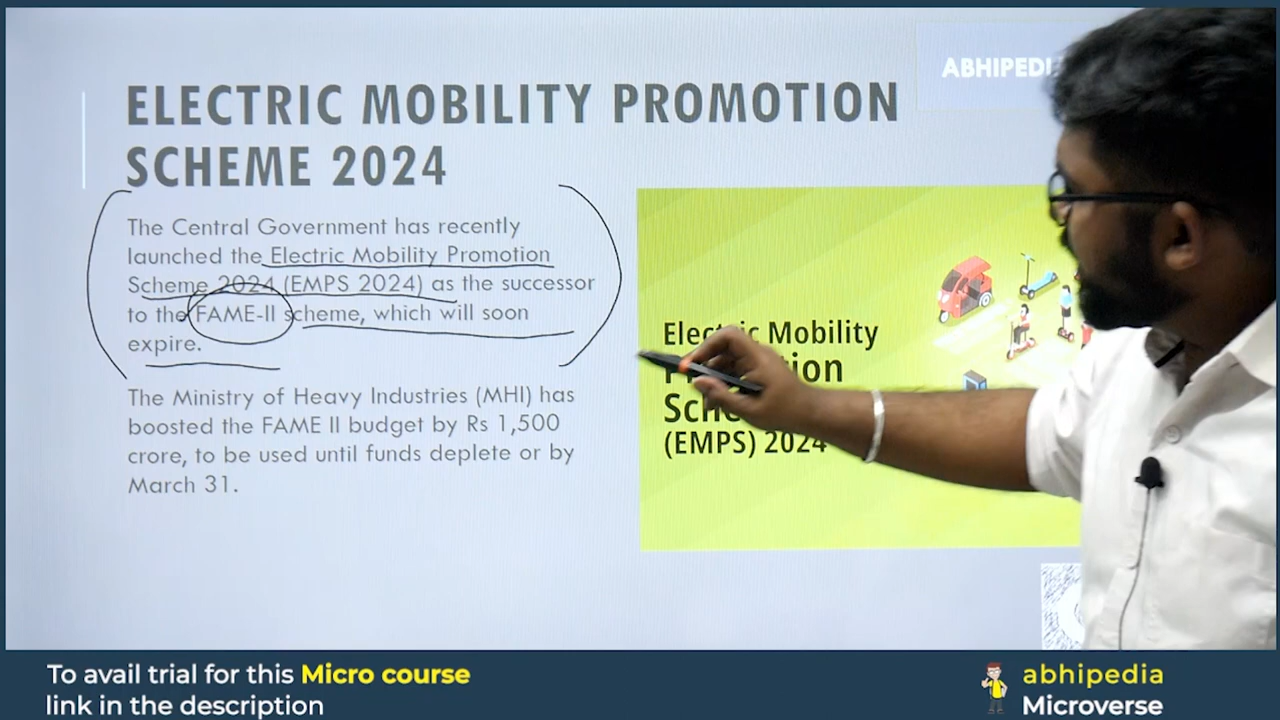 ABHIPEDI
ELECTRIC MOBILITY PROMOTION
SCHEME 2024
The Central Government has recently
launched the Electric Mobility Promotion
Scheme 2024 (EMPS 2024) as the successor
to the FAME-II scheme, which will soon
expire.
The Ministry of Heavy Industries (MHI) has
boosted the FAME II budget by Rs 1,500
crore, to be used until funds deplete or by
March 31.
Electric Mobility
(EMPS) 2024
To avail trial for this Micro course
link in the description
abhipedia
Microverse